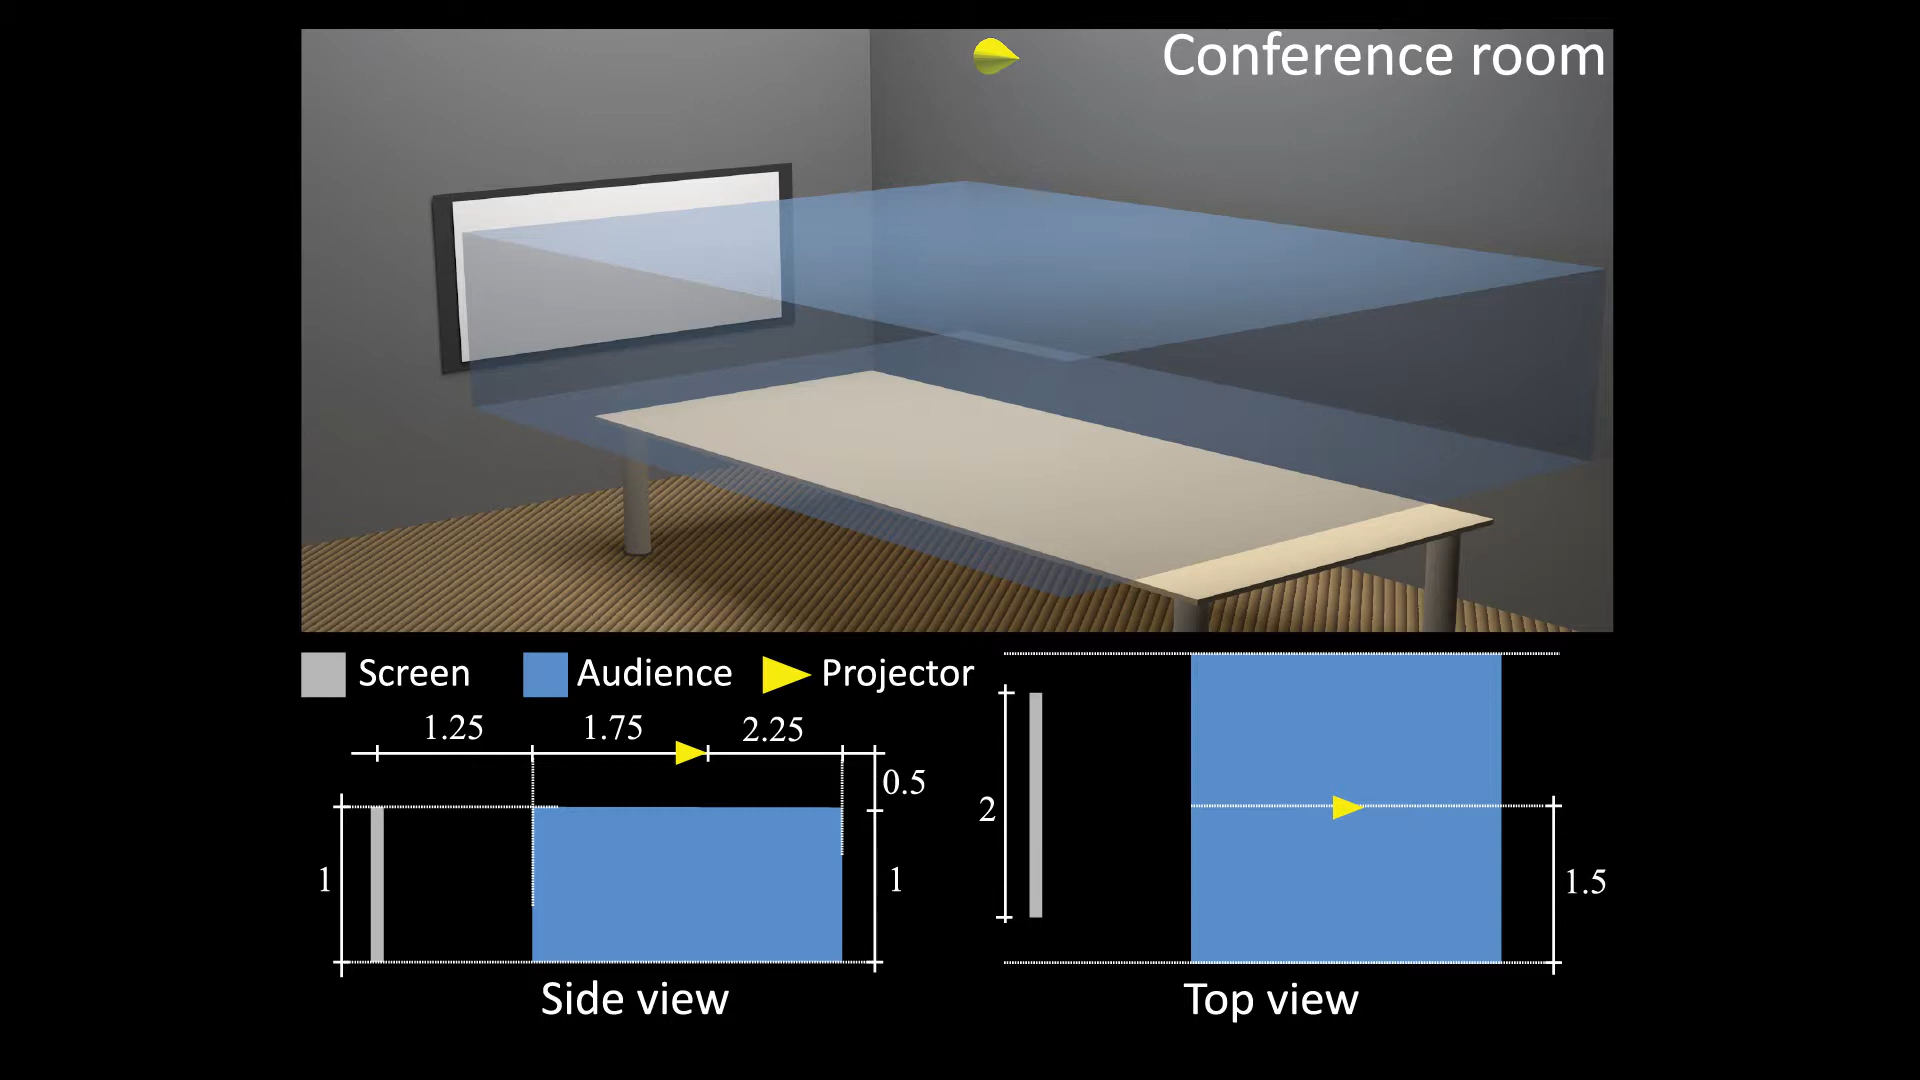 Conference room
Screen Audience Projector
1.25 1.75 2.25
0.5
1 1
2
1.5
Side view Top view